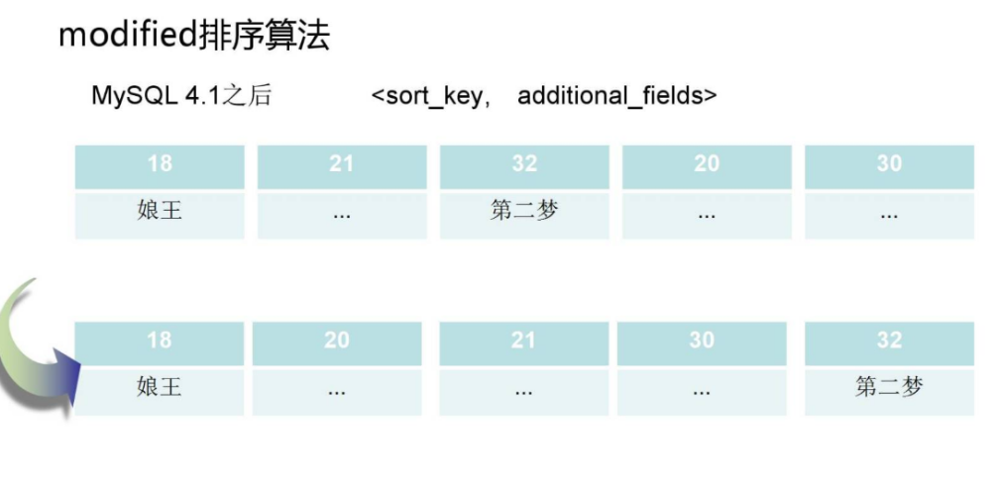 modified排序算法
MySQL 4.1之后 <sort_key, additional_fields>
18 21 32 20 30
娘王 ... 第二梦 ... ...
18 20 21 30 32
娘王 ... ... ... 第二梦